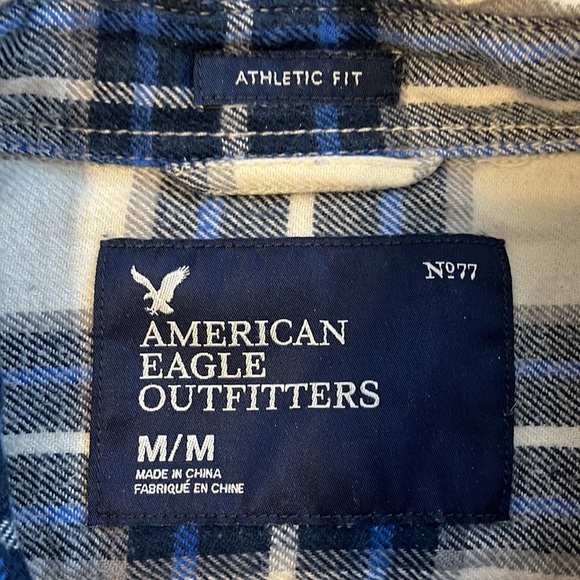 ATHLETIC FIT
Nº77
AMERICAN
EAGLE
OUTFITTERS
M/M
MADE IN CHINA
FABRIQUÉ EN CHINE